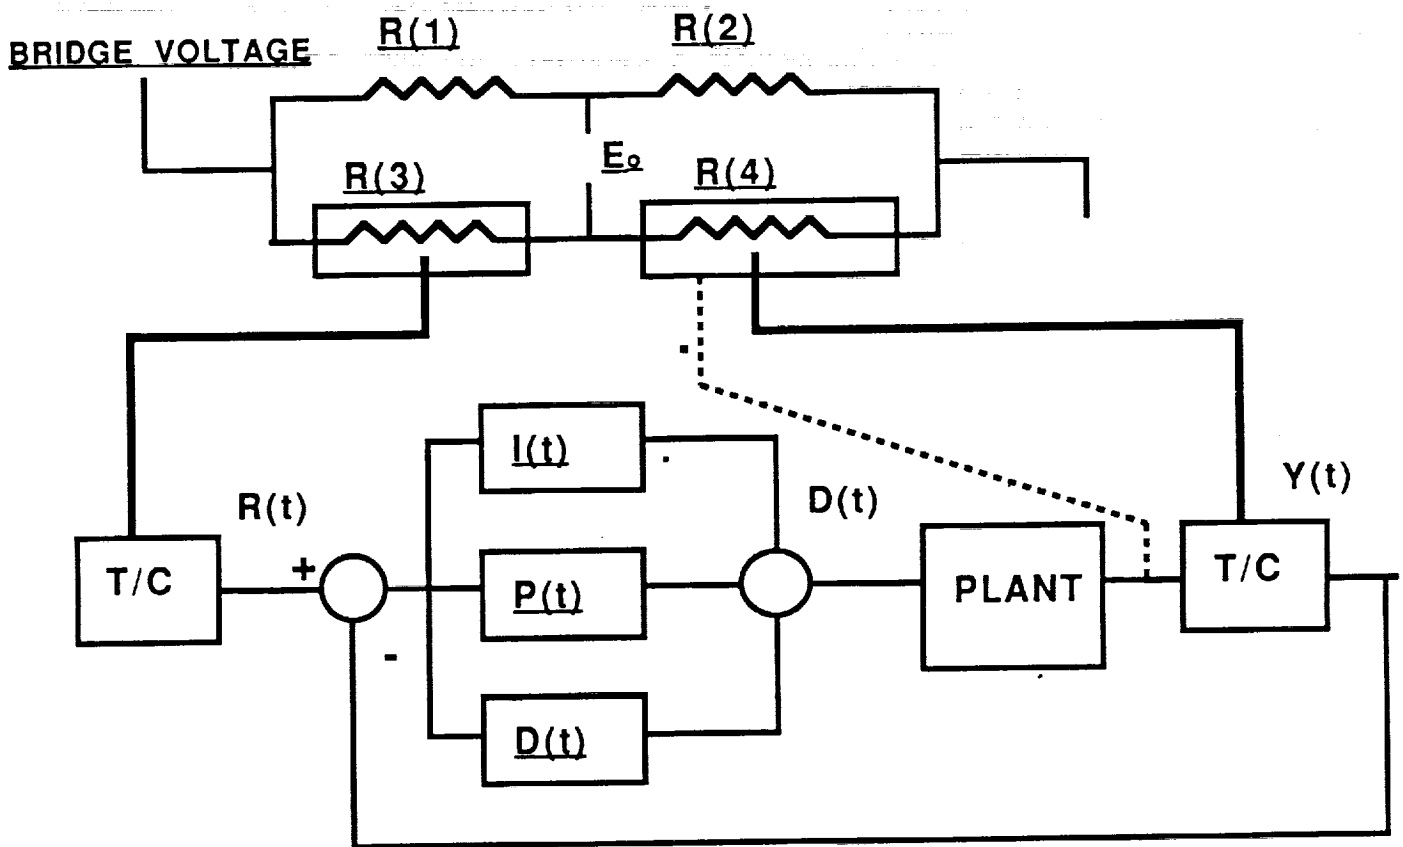 R(1)
R(2)
BRIDGE VOLTAGE
Eo
R(3)
R(4)
I(t)
R(t)
D(t)
Y(t)
T/C
+
P(t)
PLANT
T/C
-
D(t)